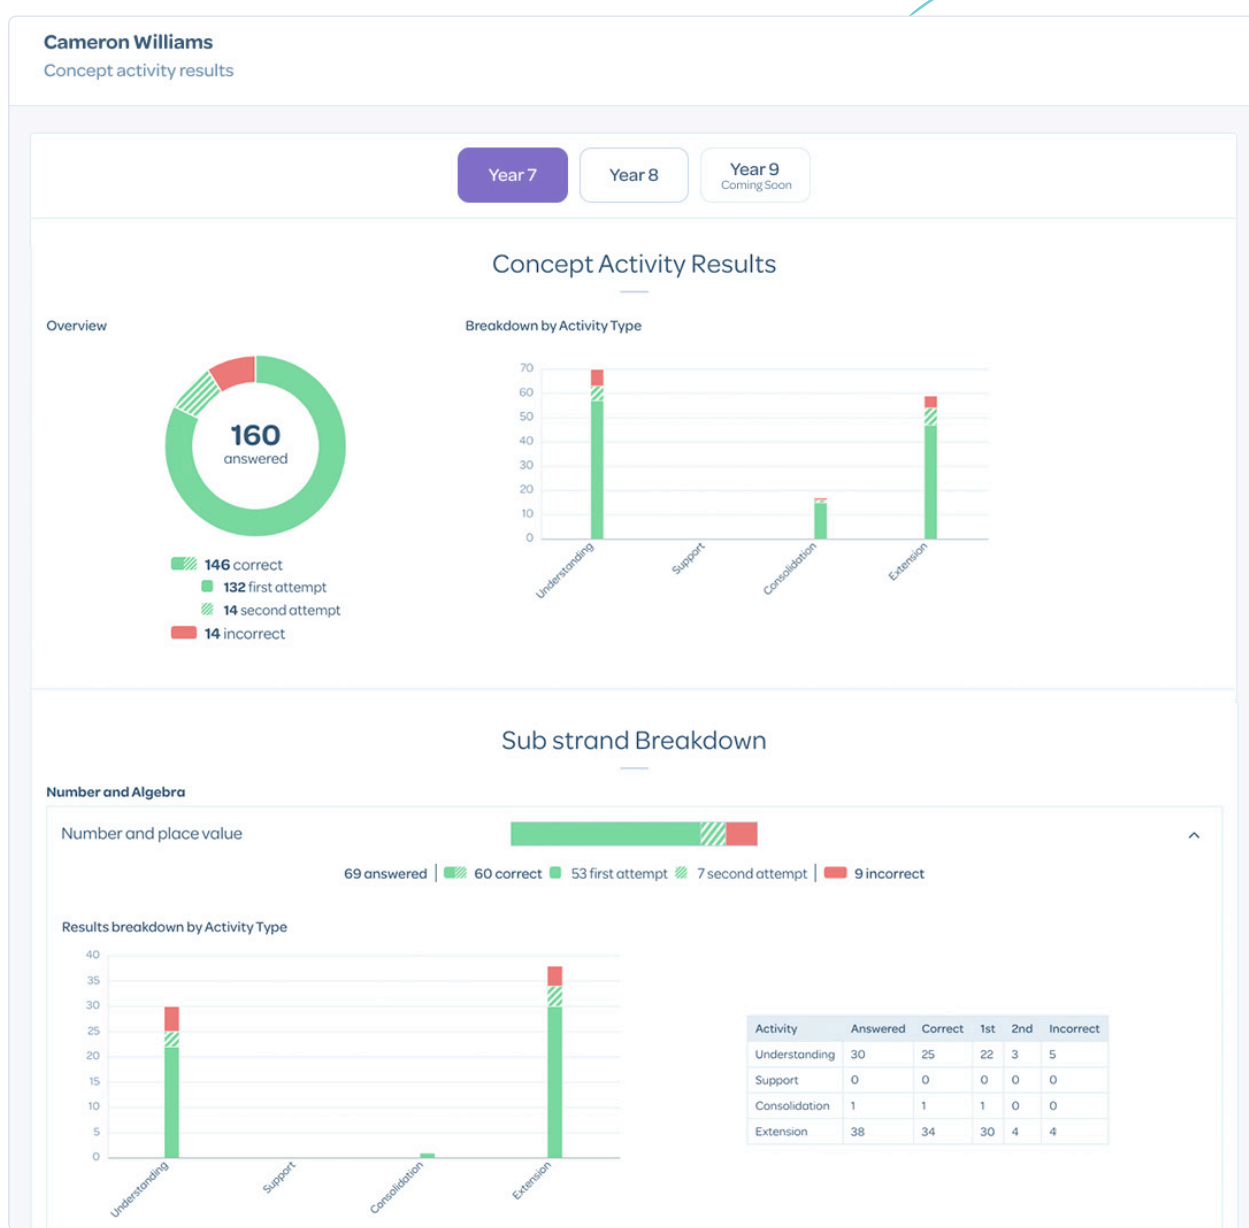 Cameron Williams
Concept activity results
Year 7
Year 8
Year 9
Coming Soon
Concept Activity Results
Overview
160
answered
146 correct
132 first attempt
14 second attempt
14 incorrect
Breakdown by Activity Type
70
60
50
40
30
20
10
0
Understanding
Support
Consolidation
Extension
Sub strand Breakdown
Number and Algebra
Number and place value
69 answered | 60 correct 53 first attempt 7 second attempt | 9 incorrect
Results breakdown by Activity Type
40
35
30
25
20
15
10
5
0
Understanding
Support
Consolidation
Extension
Activity Answered Correct 1st 2nd Incorrect
Understanding 30 25 22 3 5
Support 0 0 0 0 0
Consolidation 1 1 1 0 0
Extension 38 34 30 4 4